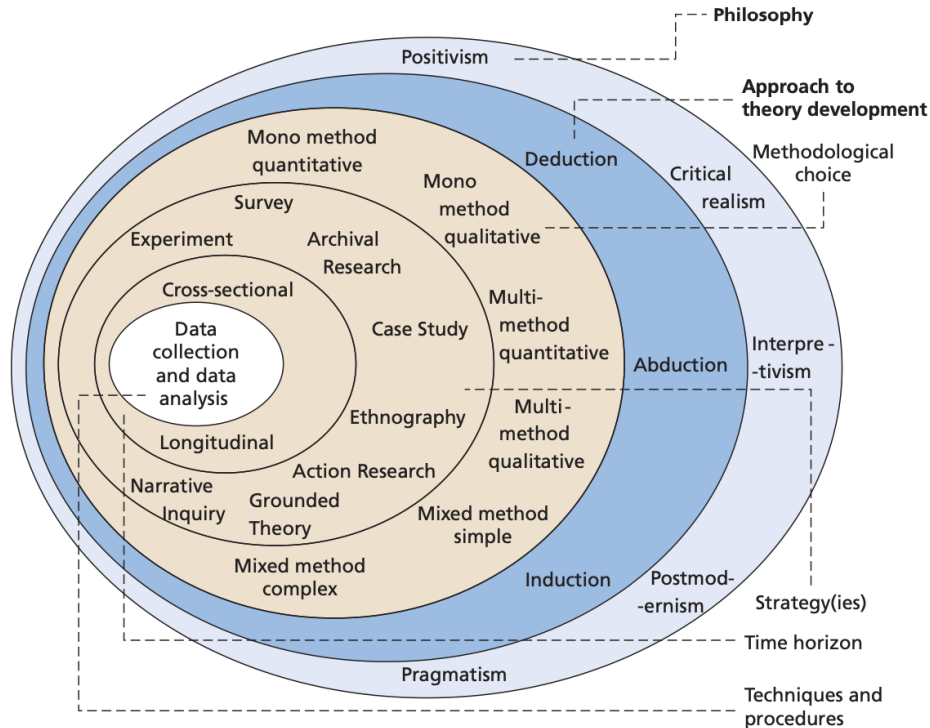 Philosophy
Positivism
Approach to
theory development
Mono method
quantitative
Deduction
Methodological
choice
Critical
realism
Mono
method
qualitative
Survey
Experiment
Archival
Research
Cross-sectional
Multi-
method
quantitative
Case Study
Data
collection
and data
analysis
Interpre-
-tivism
Abduction
Ethnography
Multi-
method
qualitative
Longitudinal
Action Research
Narrative
Inquiry
Grounded
Theory
Mixed method
simple
Mixed method
complex
Induction
Postmod-
-ernism
Strategy(ies)
Time horizon
Pragmatism
Techniques and
procedures